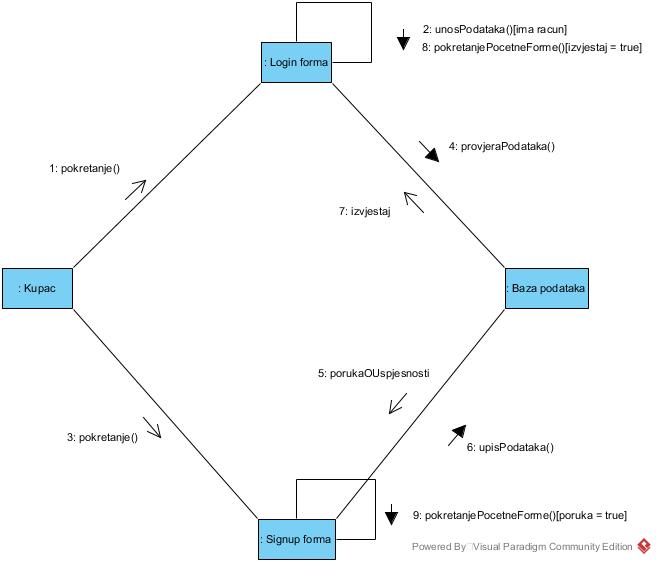 2: unosPodataka()[ima racun]
8: pokretanjePocetneForme()[izvjestaj = true]
: Login forma
4: provjeraPodataka()
1: pokretanje()
7: izvjestaj
: Kupac
: Baza podataka
5: porukaOUspjesnosti
3: pokretanje()
6: upisPodataka()
9: pokretanjePocetneForme()[poruka = true]
: Signup forma
Powered By Visual Paradigm Community Edition